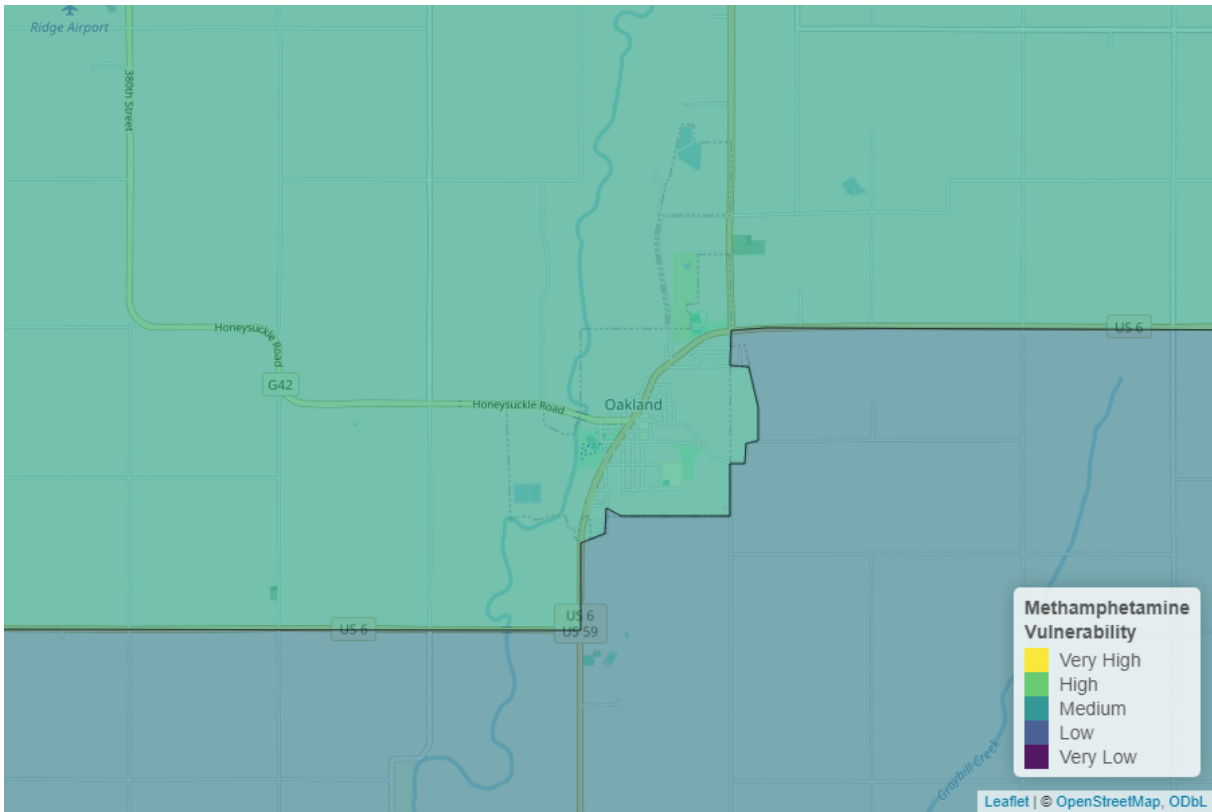 Ridge Airport
380th Street
Honeysuckle Road
G42
Honeysuckle Road
Oakland
US 6
US 6
US 6
US 59
Graybill Creek
Methamphetamine
Vulnerability
Very High
High
Medium
Low
Very Low
Leaflet | © OpenStreetMap, ODbL